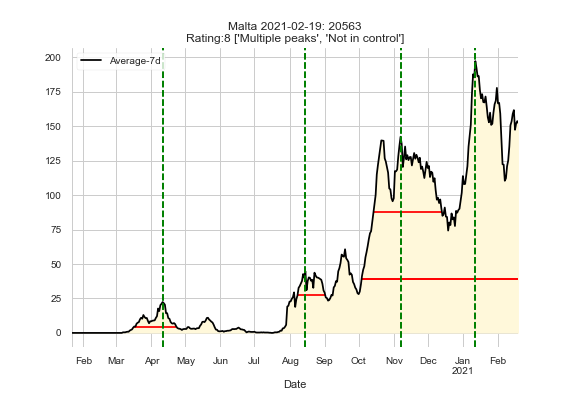 Malta 2021-02-19: 20563
Rating:8 ['Multiple peaks', 'Not in control']
Average-7d
200
175
150
125
100
75
50
25
0
Feb Mar Apr May Jun Jul Aug Sep Oct Nov Dec Jan Feb
2021
Date